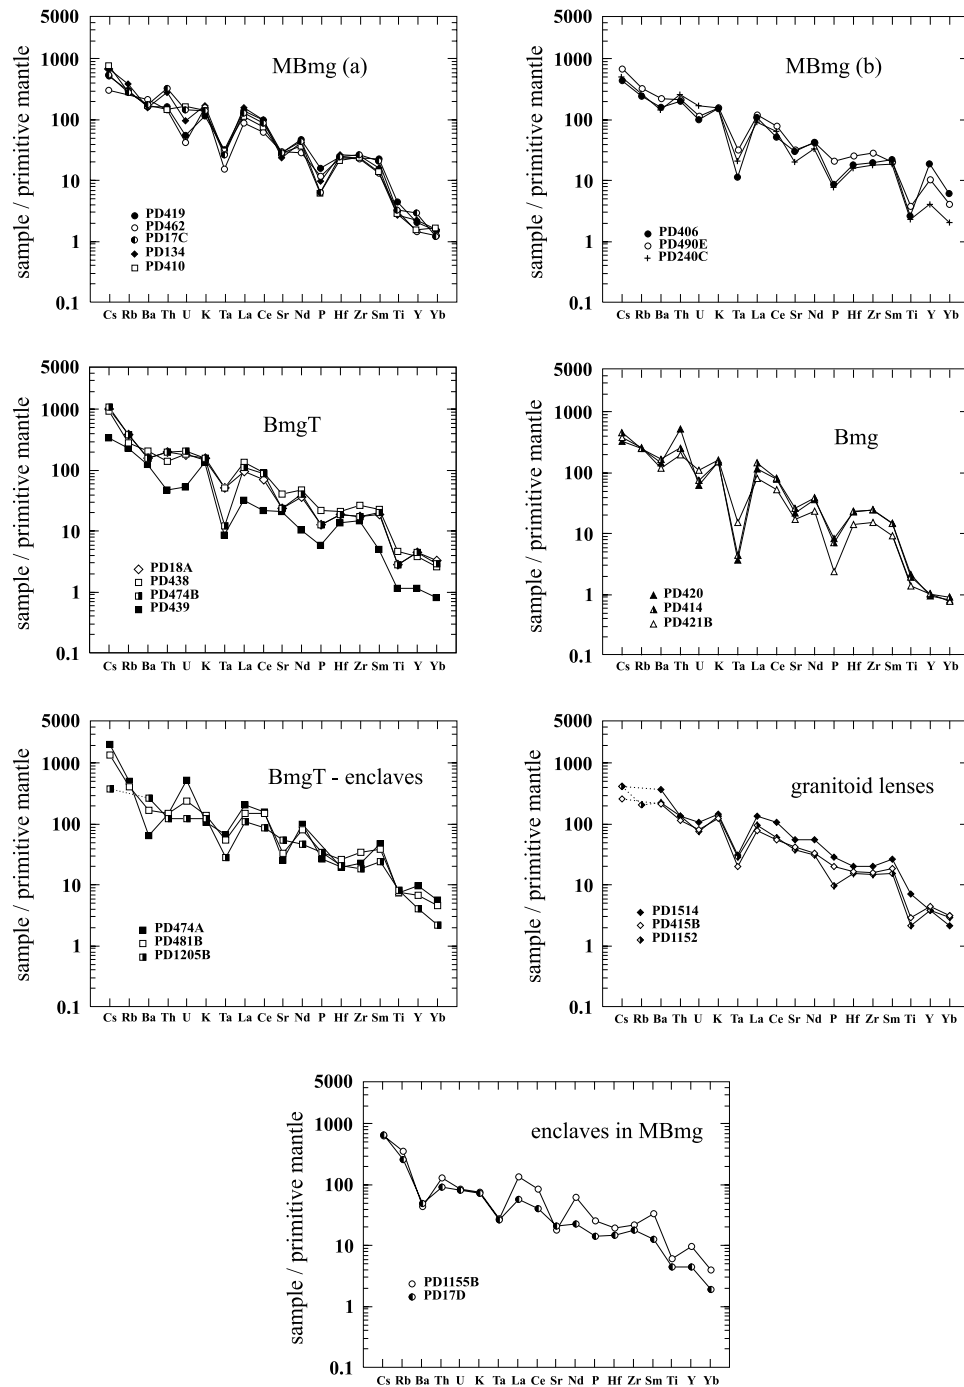 5000
1000
100
10
1
0.1
sample / primitive mantle
MBmg (a)
PD419
PD462
PD17C
PD134
PD410
Cs Rb Ba Th U K Ta La Ce Sr Nd P Hf Zr Sm Ti Y Yb
5000
1000
100
10
1
0.1
sample / primitive mantle
MBmg (b)
PD406
PD490E
PD240C
Cs Rb Ba Th U K Ta La Ce Sr Nd P Hf Zr Sm Ti Y Yb
5000
1000
100
10
1
0.1
sample / primitive mantle
BmgT
PD18A
PD438
PD474B
PD439
Cs Rb Ba Th U K Ta La Ce Sr Nd P Hf Zr Sm Ti Y Yb
5000
1000
100
10
1
0.1
sample / primitive mantle
Bmg
PD420
PD414
PD421B
Cs Rb Ba Th U K Ta La Ce Sr Nd P Hf Zr Sm Ti Y Yb
5000
1000
100
10
1
0.1
sample / primitive mantle
BmgT - enclaves
PD474A
PD481B
PD1205B
Cs Rb Ba Th U K Ta La Ce Sr Nd P Hf Zr Sm Ti Y Yb
5000
1000
100
10
1
0.1
sample / primitive mantle
granitoid lenses
PD1514
PD415B
PD1152
Cs Rb Ba Th U K Ta La Ce Sr Nd P Hf Zr Sm Ti Y Yb
5000
1000
100
10
1
0.1
sample / primitive mantle
enclaves in MBmg
PD1155B
PD17D
Cs Rb Ba Th U K Ta La Ce Sr Nd P Hf Zr Sm Ti Y Yb